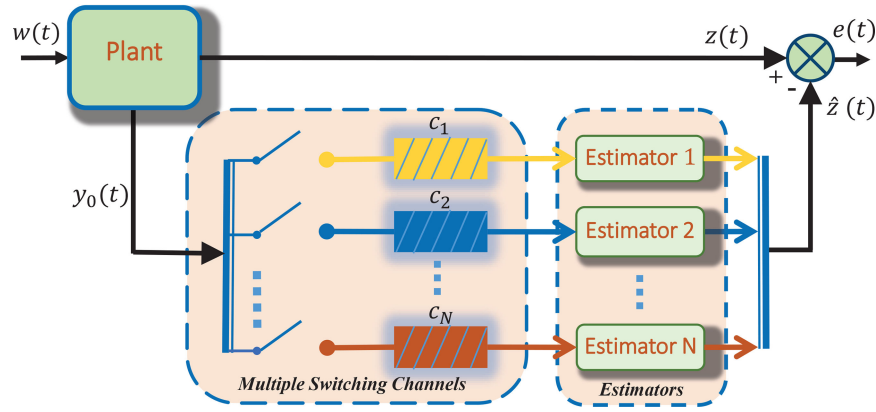 w(t)
Plant
z(t)
e(t)
+
-
ẑ (t)
y₀(t)
c₁
Estimator 1
c₂
Estimator 2
c_N
Estimator N
Multiple Switching Channels
Estimators